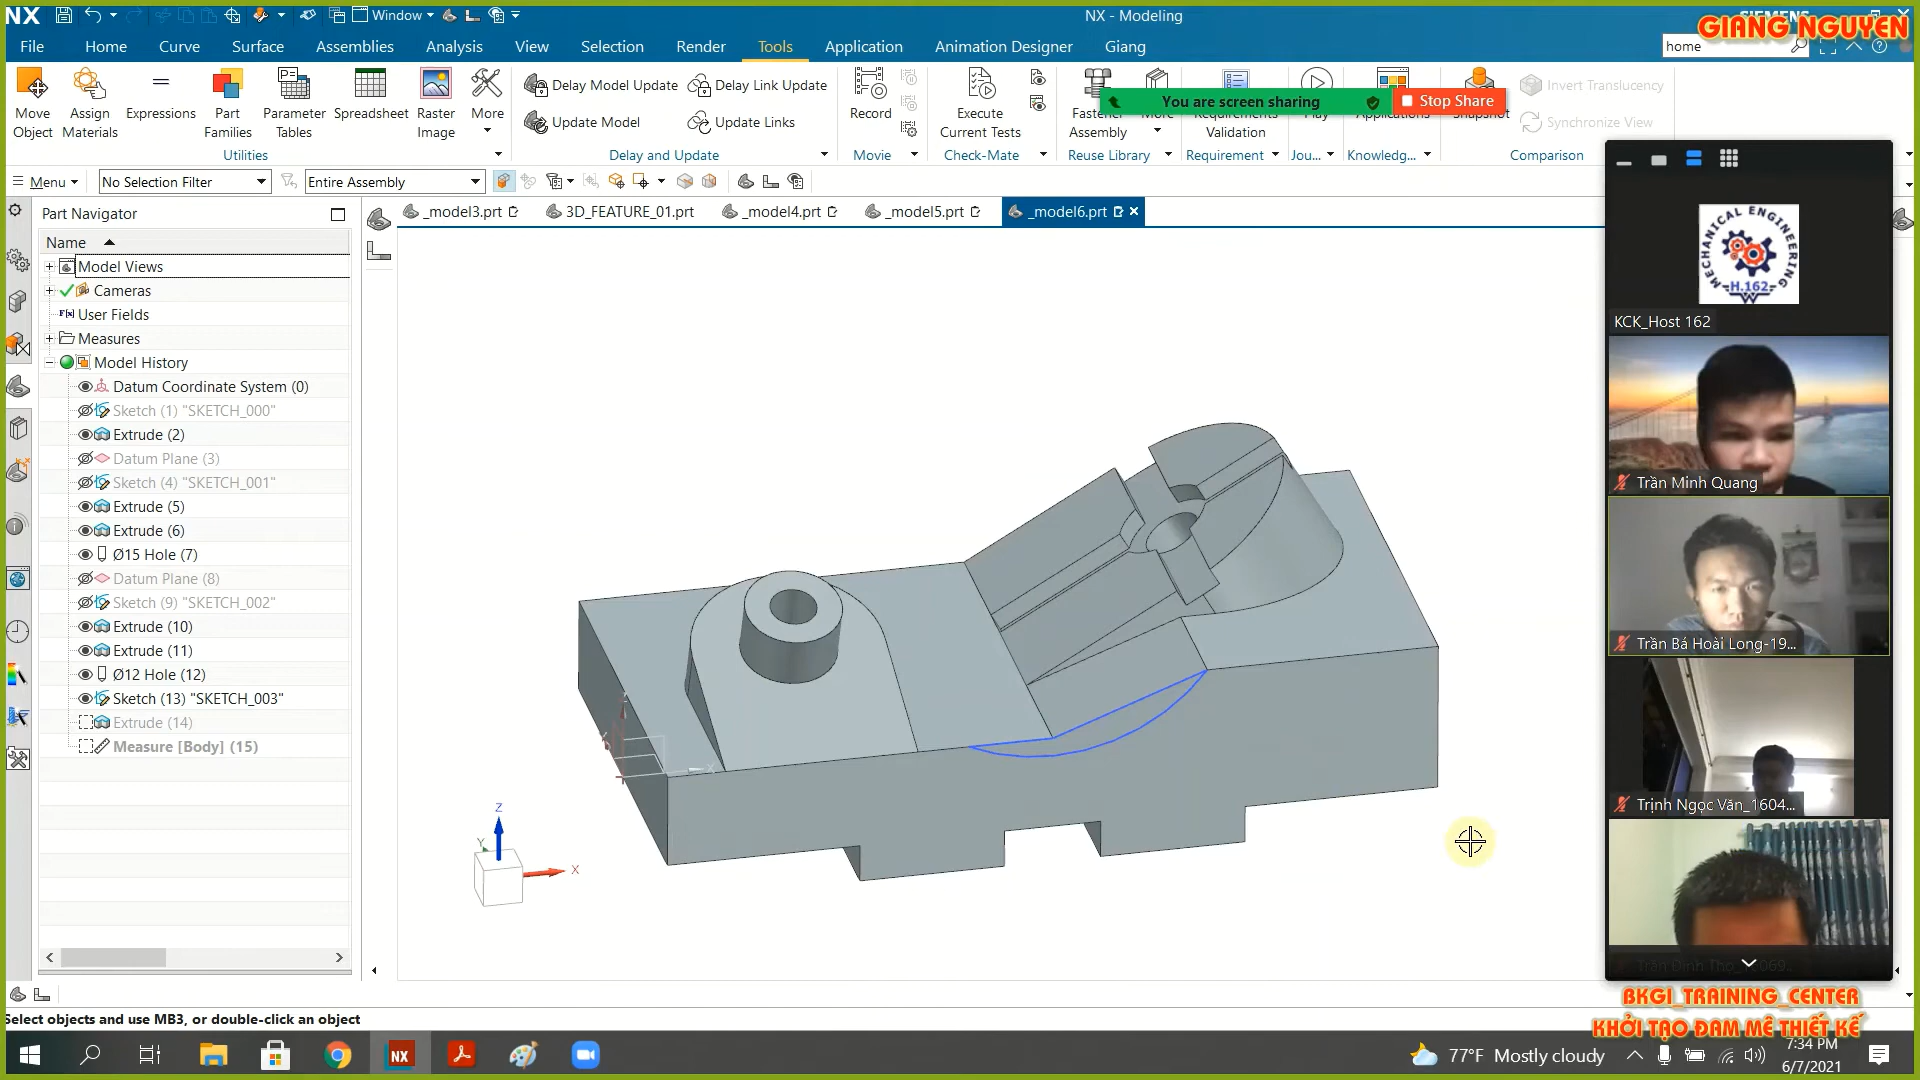 NX
Window
NX - Modeling
GIANG NGUYEN
File
Home
Curve
Surface
Assemblies
Analysis
View
Selection
Render
Tools
Application
Animation Designer
Giang
home
Move Object
Assign Materials
Expressions
Part Families
Parameter Tables
Spreadsheet
Raster Image
More
Utilities
Delay Model Update
Delay Link Update
Update Model
Update Links
Delay and Update
Record
Movie
Execute Current Tests
Check-Mate
You are screen sharing
Stop Share
Assembly
Reuse Library
Validation
Requirement
Jou...
Knowledg...
Invert Translucency
Synchronize View
Comparison
Menu
No Selection Filter
Entire Assembly
Part Navigator
_model3.prt
3D_FEATURE_01.prt
_model4.prt
_model5.prt
_model6.prt
Name
Model Views
Cameras
User Fields
Measures
Model History
Datum Coordinate System (0)
Sketch (1) "SKETCH_000"
Extrude (2)
Datum Plane (3)
Sketch (4) "SKETCH_001"
Extrude (5)
Extrude (6)
Ø15 Hole (7)
Datum Plane (8)
Sketch (9) "SKETCH_002"
Extrude (10)
Extrude (11)
Ø12 Hole (12)
Sketch (13) "SKETCH_003"
Extrude (14)
Measure [Body] (15)
Z
Y
X
X
MECHANICAL ENGINEERING
H.162
KCK_Host 162
Trần Minh Quang
Trần Bá Hoài Long-19...
Trịnh Ngọc Văn_1604...
BKGI_TRAINING_CENTER
KHỞI TẠO ĐAM MÊ THIẾT KẾ
Select objects and use MB3, or double-click an object
NX
77°F Mostly cloudy
7:34 PM
6/7/2021